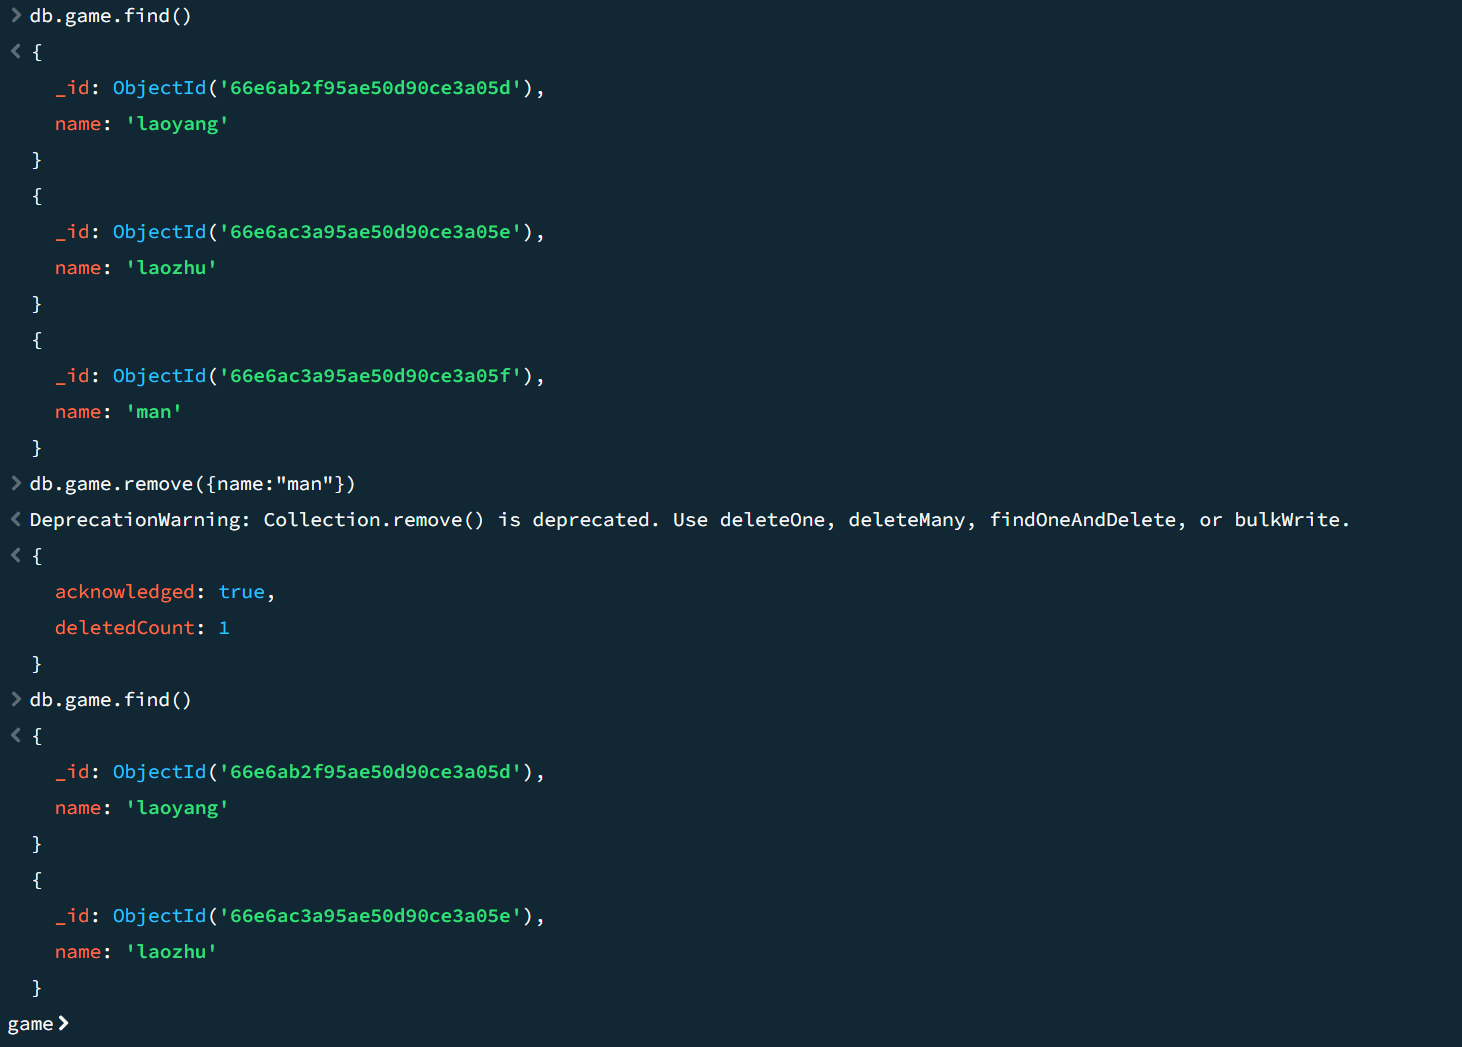 > db.game.find()
< {
_id: ObjectId('66e6ab2f95ae50d90ce3a05d'),
name: 'laoyang'
}
{
_id: ObjectId('66e6ac3a95ae50d90ce3a05e'),
name: 'laozhu'
}
{
_id: ObjectId('66e6ac3a95ae50d90ce3a05f'),
name: 'man'
}
> db.game.remove({name:"man"})
< DeprecationWarning: Collection.remove() is deprecated. Use deleteOne, deleteMany, findOneAndDelete, or bulkWrite.
< {
acknowledged: true,
deletedCount: 1
}
> db.game.find()
< {
_id: ObjectId('66e6ab2f95ae50d90ce3a05d'),
name: 'laoyang'
}
{
_id: ObjectId('66e6ac3a95ae50d90ce3a05e'),
name: 'laozhu'
}
game>